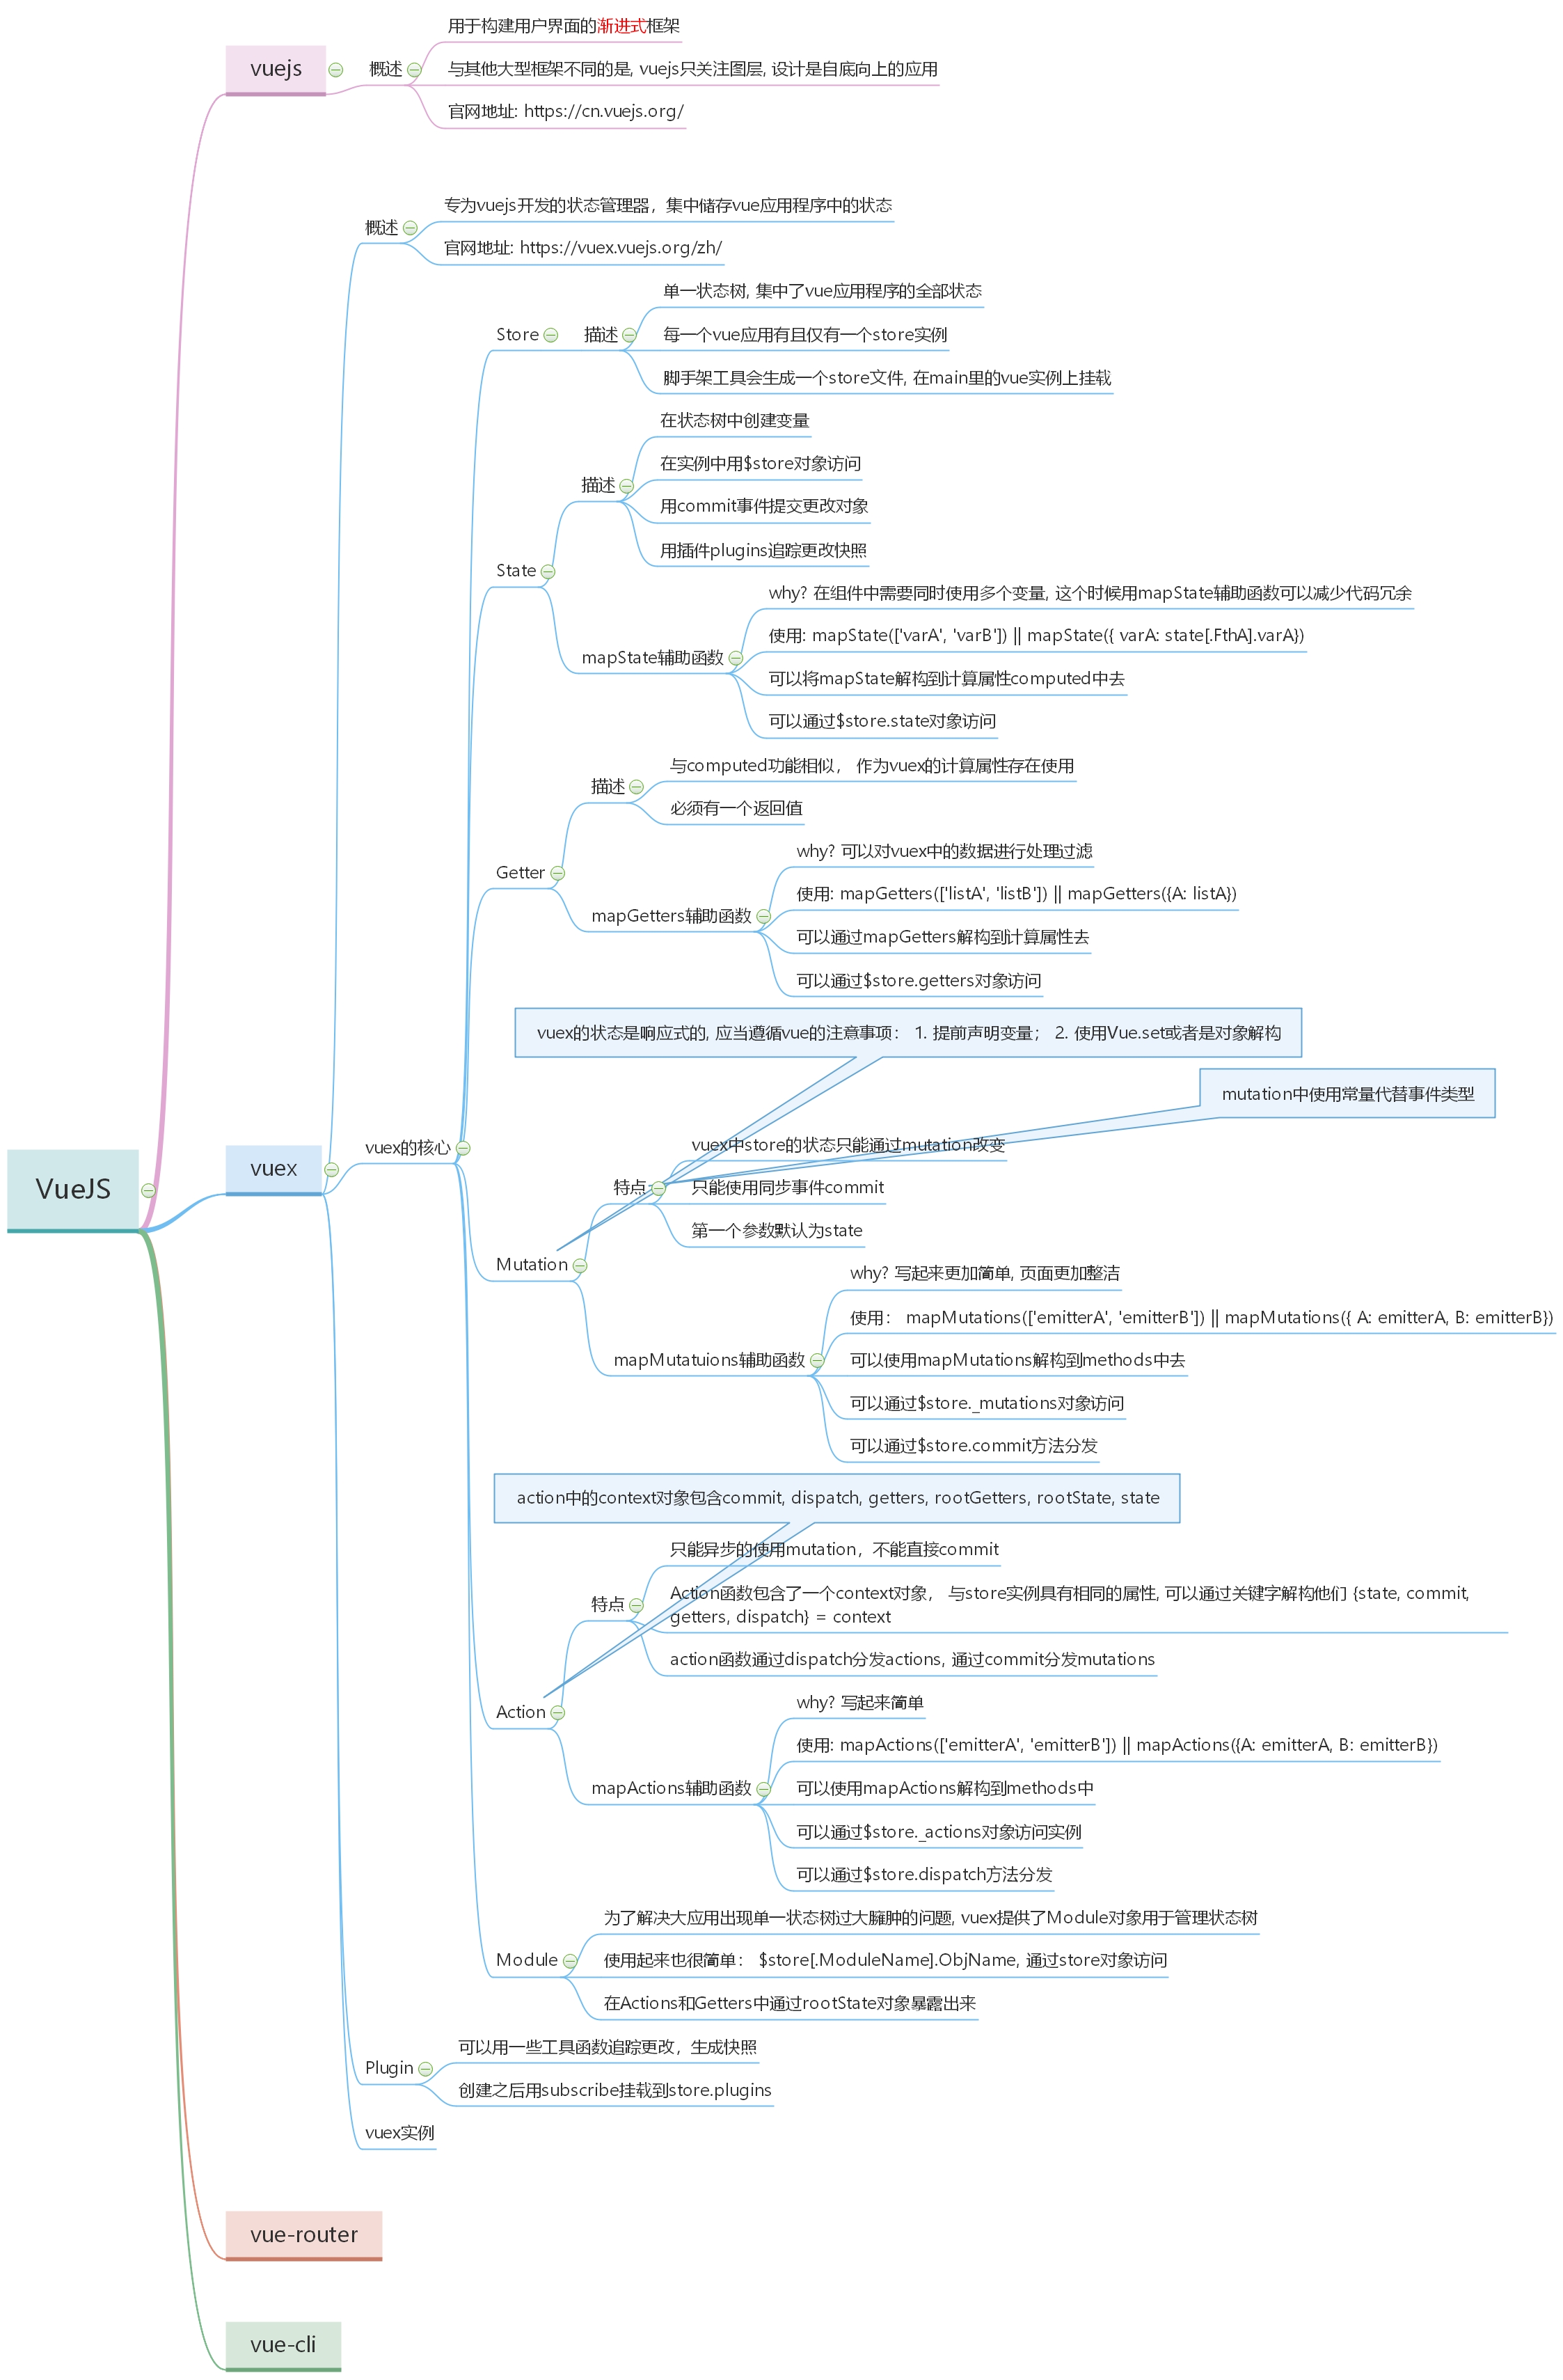 用于构建用户界面的渐进式框架
vuejs
概述
与其他大型框架不同的是, vuejs只关注图层, 设计是自底向上的应用
官网地址: https://cn.vuejs.org/
专为vuejs开发的状态管理器，集中储存vue应用程序中的状态
概述
官网地址: https://vuex.vuejs.org/zh/
单一状态树, 集中了vue应用程序的全部状态
Store
描述
每一个vue应用有且仅有一个store实例
脚手架工具会生成一个store文件, 在main里的vue实例上挂载
在状态树中创建变量
在实例中用$store对象访问
描述
用commit事件提交更改对象
用插件plugins追踪更改快照
State
why? 在组件中需要同时使用多个变量, 这个时候用mapState辅助函数可以减少代码冗余
使用: mapState(['varA', 'varB']) || mapState({ varA: state[.FthA].varA})
mapState辅助函数
可以将mapState解构到计算属性computed中去
可以通过$store.state对象访问
与computed功能相似， 作为vuex的计算属性存在使用
描述
必须有一个返回值
Getter
why? 可以对vuex中的数据进行处理过滤
使用: mapGetters(['listA', 'listB']) || mapGetters({A: listA})
mapGetters辅助函数
可以通过mapGetters解构到计算属性去
可以通过$store.getters对象访问
vuex的状态是响应式的, 应当遵循vue的注意事项： 1. 提前声明变量； 2. 使用Vue.set或者是对象解构
mutation中使用常量代替事件类型
vuex的核心
vuex中store的状态只能通过mutation改变
vuex
VueJS
特点
只能使用同步事件commit
第一个参数默认为state
Mutation
why? 写起来更加简单, 页面更加整洁
使用： mapMutations(['emitterA', 'emitterB']) || mapMutations({ A: emitterA, B: emitterB})
mapMutatuions辅助函数
可以使用mapMutations解构到methods中去
可以通过$store._mutations对象访问
可以通过$store.commit方法分发
action中的context对象包含commit, dispatch, getters, rootGetters, rootState, state
只能异步的使用mutation，不能直接commit
特点
Action函数包含了一个context对象， 与store实例具有相同的属性, 可以通过关键字解构他们 {state, commit,
getters, dispatch} = context
action函数通过dispatch分发actions, 通过commit分发mutations
Action
why? 写起来简单
使用: mapActions(['emitterA', 'emitterB']) || mapActions({A: emitterA, B: emitterB})
mapActions辅助函数
可以使用mapActions解构到methods中
可以通过$store._actions对象访问实例
可以通过$store.dispatch方法分发
为了解决大应用出现单一状态树过大臃肿的问题, vuex提供了Module对象用于管理状态树
Module
使用起来也很简单： $store[.ModuleName].ObjName, 通过store对象访问
在Actions和Getters中通过rootState对象暴露出来
可以用一些工具函数追踪更改，生成快照
Plugin
创建之后用subscribe挂载到store.plugins
vuex实例
vue-router
vue-cli